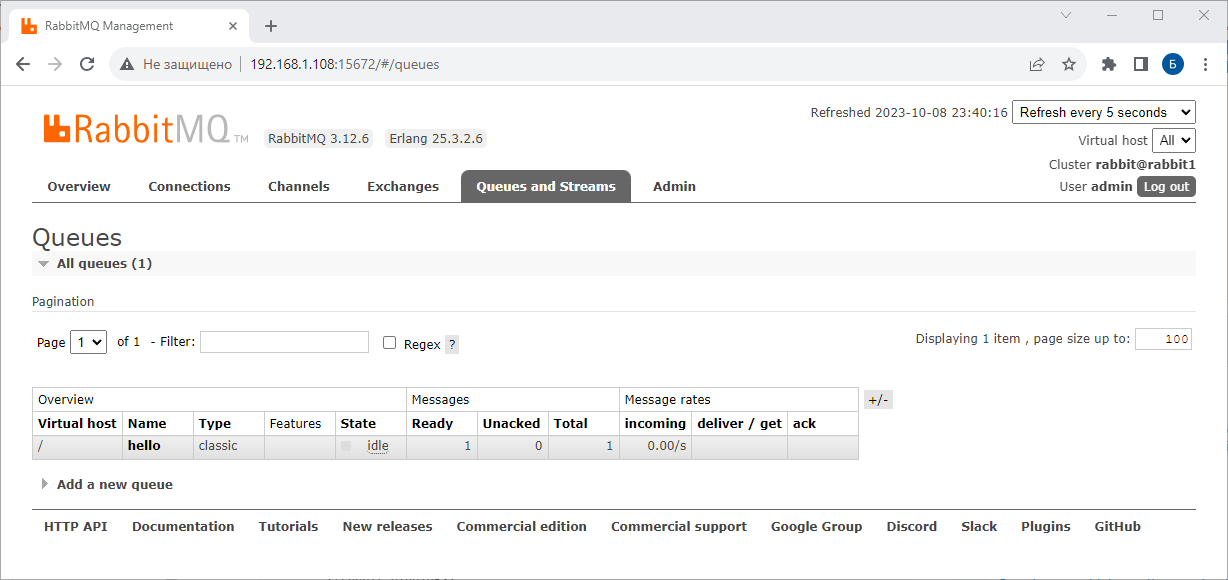 RabbitMQ Management
Не защищено 192.168.1.108:15672/#/queues
Б
RabbitMQ TM RabbitMQ 3.12.6 Erlang 25.3.2.6
Refreshed 2023-10-08 23:40:16 Refresh every 5 seconds
Virtual host All
Cluster rabbit@rabbit1
User admin Log out
Overview Connections Channels Exchanges Queues and Streams Admin
Queues
All queues (1)
Pagination
Page 1 of 1 - Filter: Regex ? Displaying 1 item , page size up to: 100
Overview Messages Message rates +/-
Virtual host Name Type Features State Ready Unacked Total incoming deliver / get ack
/ hello classic idle 1 0 1 0.00/s
Add a new queue
HTTP API Documentation Tutorials New releases Commercial edition Commercial support Google Group Discord Slack Plugins GitHub